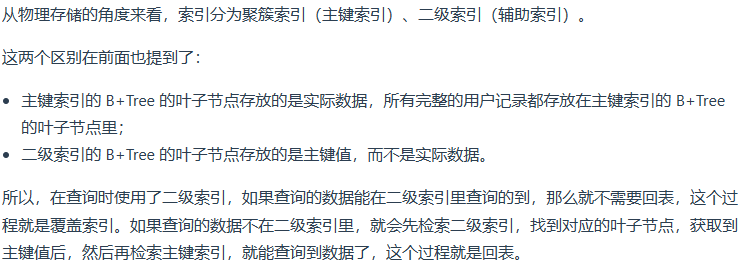 从物理存储的角度来看，索引分为聚簇索引（主键索引）、二级索引（辅助索引）。
这两个区别在前面也提到了：
• 主键索引的 B+Tree 的叶子节点存放的是实际数据，所有完整的用户记录都存放在主键索引的 B+Tree
的叶子节点里；
• 二级索引的 B+Tree 的叶子节点存放的是主键值，而不是实际数据。
所以，在查询时使用了二级索引，如果查询的数据能在二级索引里查询的到，那么就不需要回表，这个过
程就是覆盖索引。如果查询的数据不在二级索引里，就会先检索二级索引，找到对应的叶子节点，获取到
主键值后，然后再检索主键索引，就能查询到数据了，这个过程就是回表。